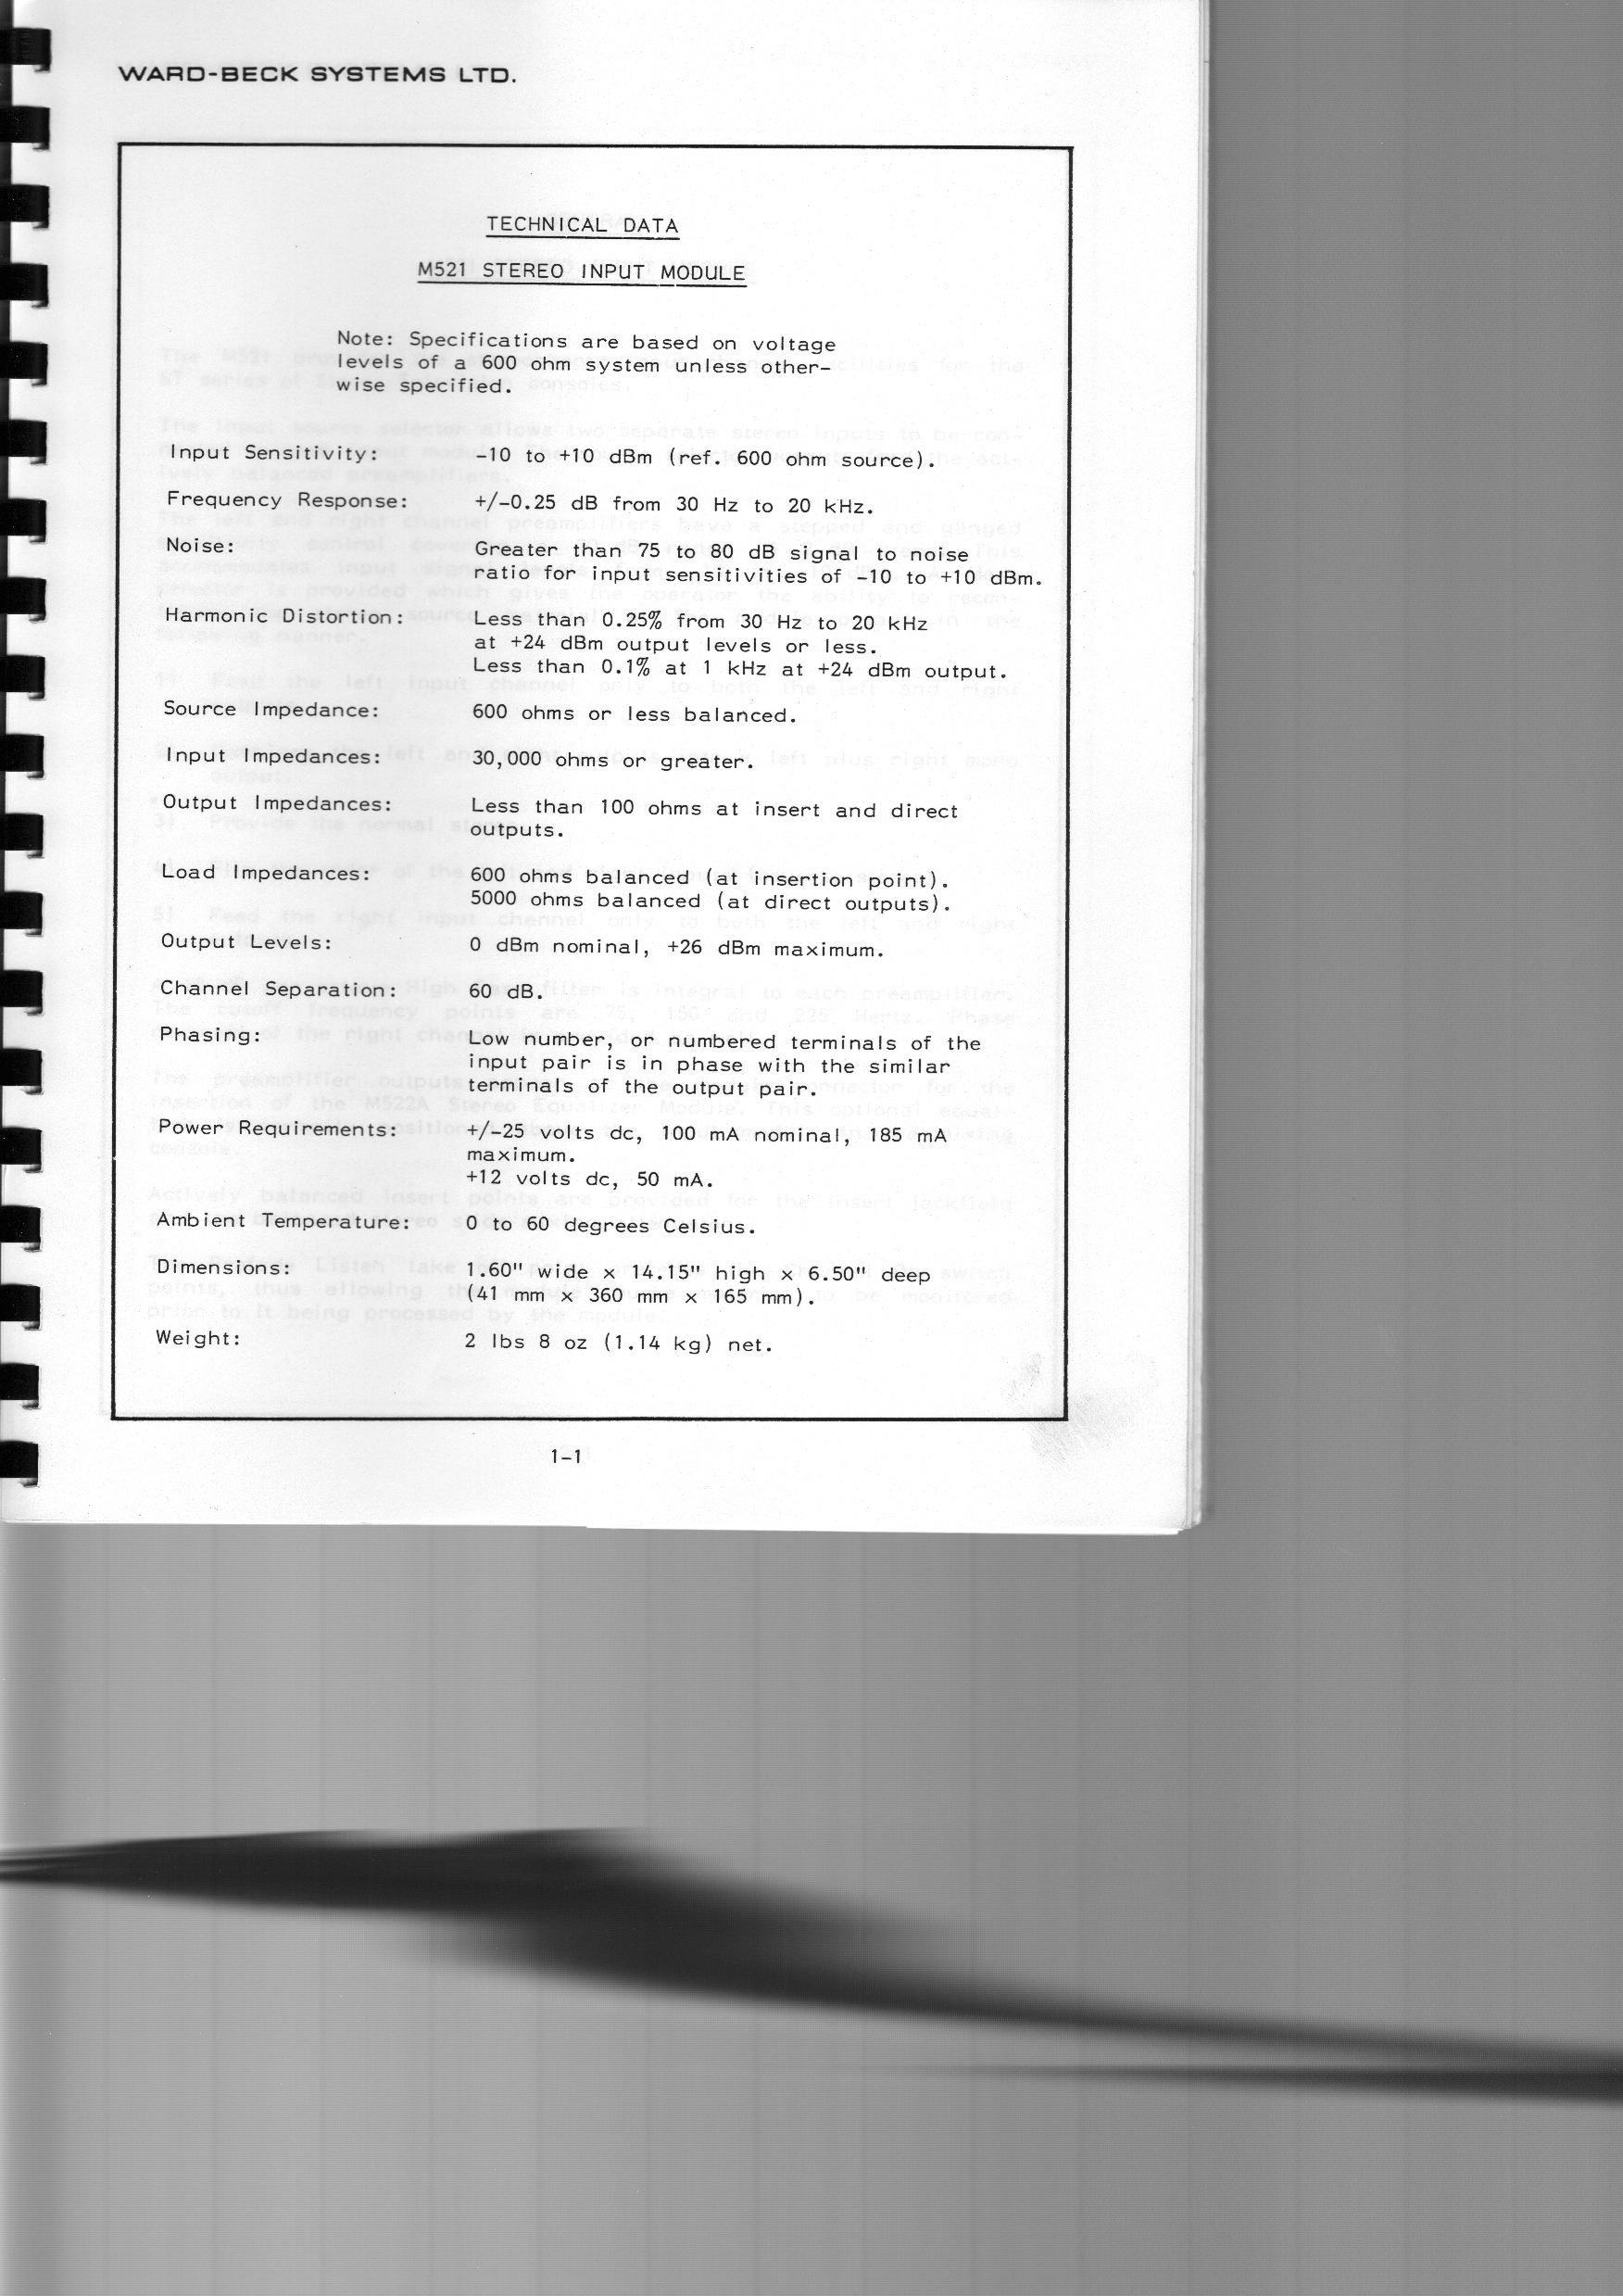 WARD-BECK SYSTEMS LTD.
TECHNICAL DATA
M521 STEREO INPUT MODULE
Note: Specifications are based on voltage
levels of a 600 ohm system unless other-
wise specified.
Input Sensitivity: -10 to +10 dBm (ref. 600 ohm source).
Frequency Response: +/-0.25 dB from 30 Hz to 20 kHz.
Noise: Greater than 75 to 80 dB signal to noise
ratio for input sensitivities of -10 to +10 dBm.
Harmonic Distortion: Less than 0.25% from 30 Hz to 20 kHz
at +24 dBm output levels or less.
Less than 0.1% at 1 kHz at +24 dBm output.
Source Impedance: 600 ohms or less balanced.
Input Impedances: 30,000 ohms or greater.
Output Impedances: Less than 100 ohms at insert and direct
outputs.
Load Impedances: 600 ohms balanced (at insertion point).
5000 ohms balanced (at direct outputs).
Output Levels: 0 dBm nominal, +26 dBm maximum.
Channel Separation: 60 dB.
Phasing: Low number, or numbered terminals of the
input pair is in phase with the similar
terminals of the output pair.
Power Requirements: +/-25 volts dc, 100 mA nominal, 185 mA
maximum.
+12 volts dc, 50 mA.
Ambient Temperature: 0 to 60 degrees Celsius.
Dimensions: 1.60" wide x 14.15" high x 6.50" deep
(41 mm x 360 mm x 165 mm).
Weight: 2 lbs 8 oz (1.14 kg) net.
1-1